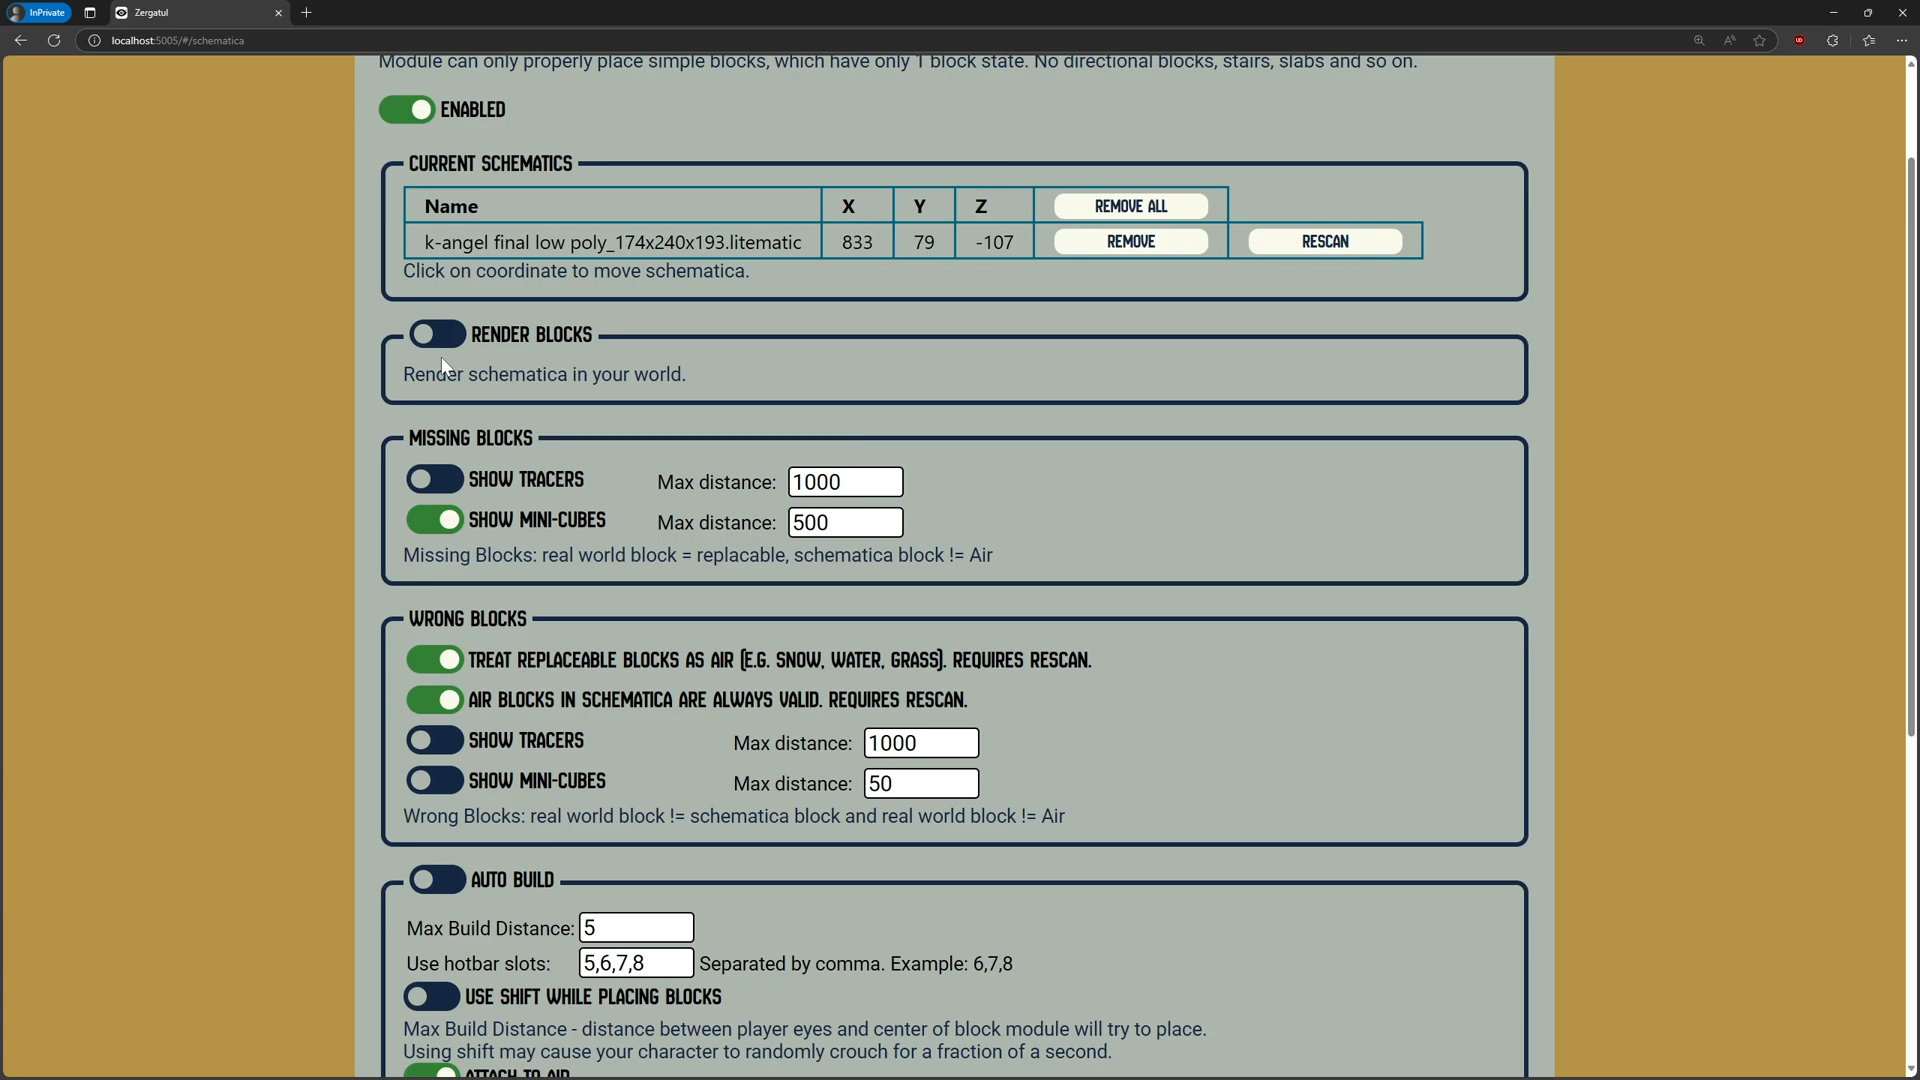 InPrivate
Zergatul
localhost:5005/#/schematica
Module can only properly place simple blocks, which have only 1 block state. No directional blocks, stairs, slabs and so on.
ENABLED
CURRENT SCHEMATICS
Name X Y Z REMOVE ALL
k-angel final low poly_174x240x193.litematic 833 79 -107 REMOVE RESCAN
Click on coordinate to move schematica.
RENDER BLOCKS
Render schematica in your world.
MISSING BLOCKS
SHOW TRACERS Max distance: 1000
SHOW MINI-CUBES Max distance: 500
Missing Blocks: real world block = replacable, schematica block != Air
WRONG BLOCKS
TREAT REPLACEABLE BLOCKS AS AIR (E.G. SNOW, WATER, GRASS). REQUIRES RESCAN.
AIR BLOCKS IN SCHEMATICA ARE ALWAYS VALID. REQUIRES RESCAN.
SHOW TRACERS Max distance: 1000
SHOW MINI-CUBES Max distance: 50
Wrong Blocks: real world block != schematica block and real world block != Air
AUTO BUILD
Max Build Distance: 5
Use hotbar slots: 5,6,7,8 Separated by comma. Example: 6,7,8
USE SHIFT WHILE PLACING BLOCKS
Max Build Distance - distance between player eyes and center of block module will try to place.
Using shift may cause your character to randomly crouch for a fraction of a second.
ATTACH TO AIR